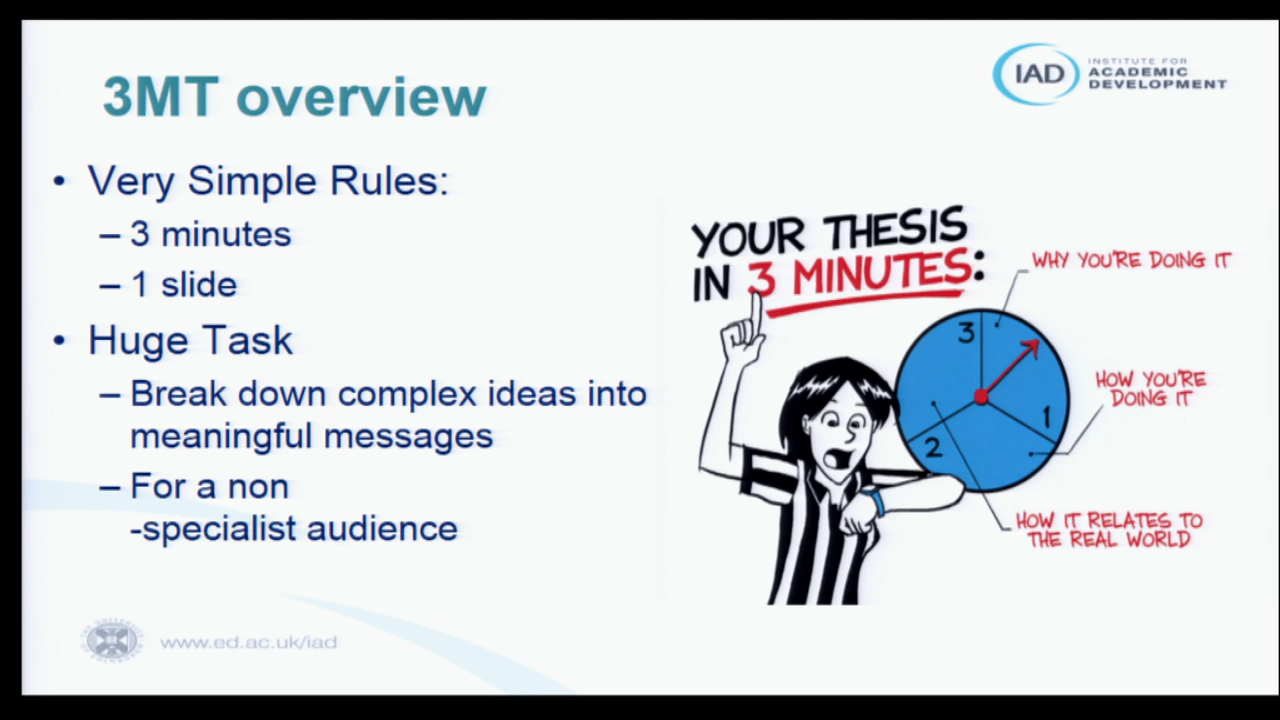 3MT overview
IAD
INSTITUTE FOR
ACADEMIC
DEVELOPMENT
• Very Simple Rules:
– 3 minutes
– 1 slide
• Huge Task
– Break down complex ideas into
meaningful messages
– For a non
-specialist audience
YOUR THESIS
IN 3 MINUTES:
WHY YOU'RE DOING IT
3
HOW YOU'RE
DOING IT
1
2
HOW IT RELATES TO
THE REAL WORLD
www.ed.ac.uk/iad